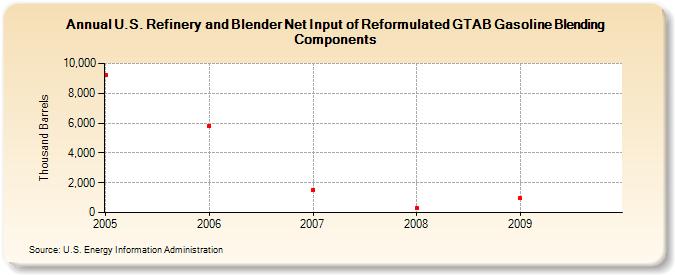 Annual U.S. Refinery and Blender Net Input of Reformulated GTAB Gasoline Blending
Components
Thousand Barrels
10,000
8,000
6,000
4,000
2,000
0
2005 2006 2007 2008 2009
Source: U.S. Energy Information Administration